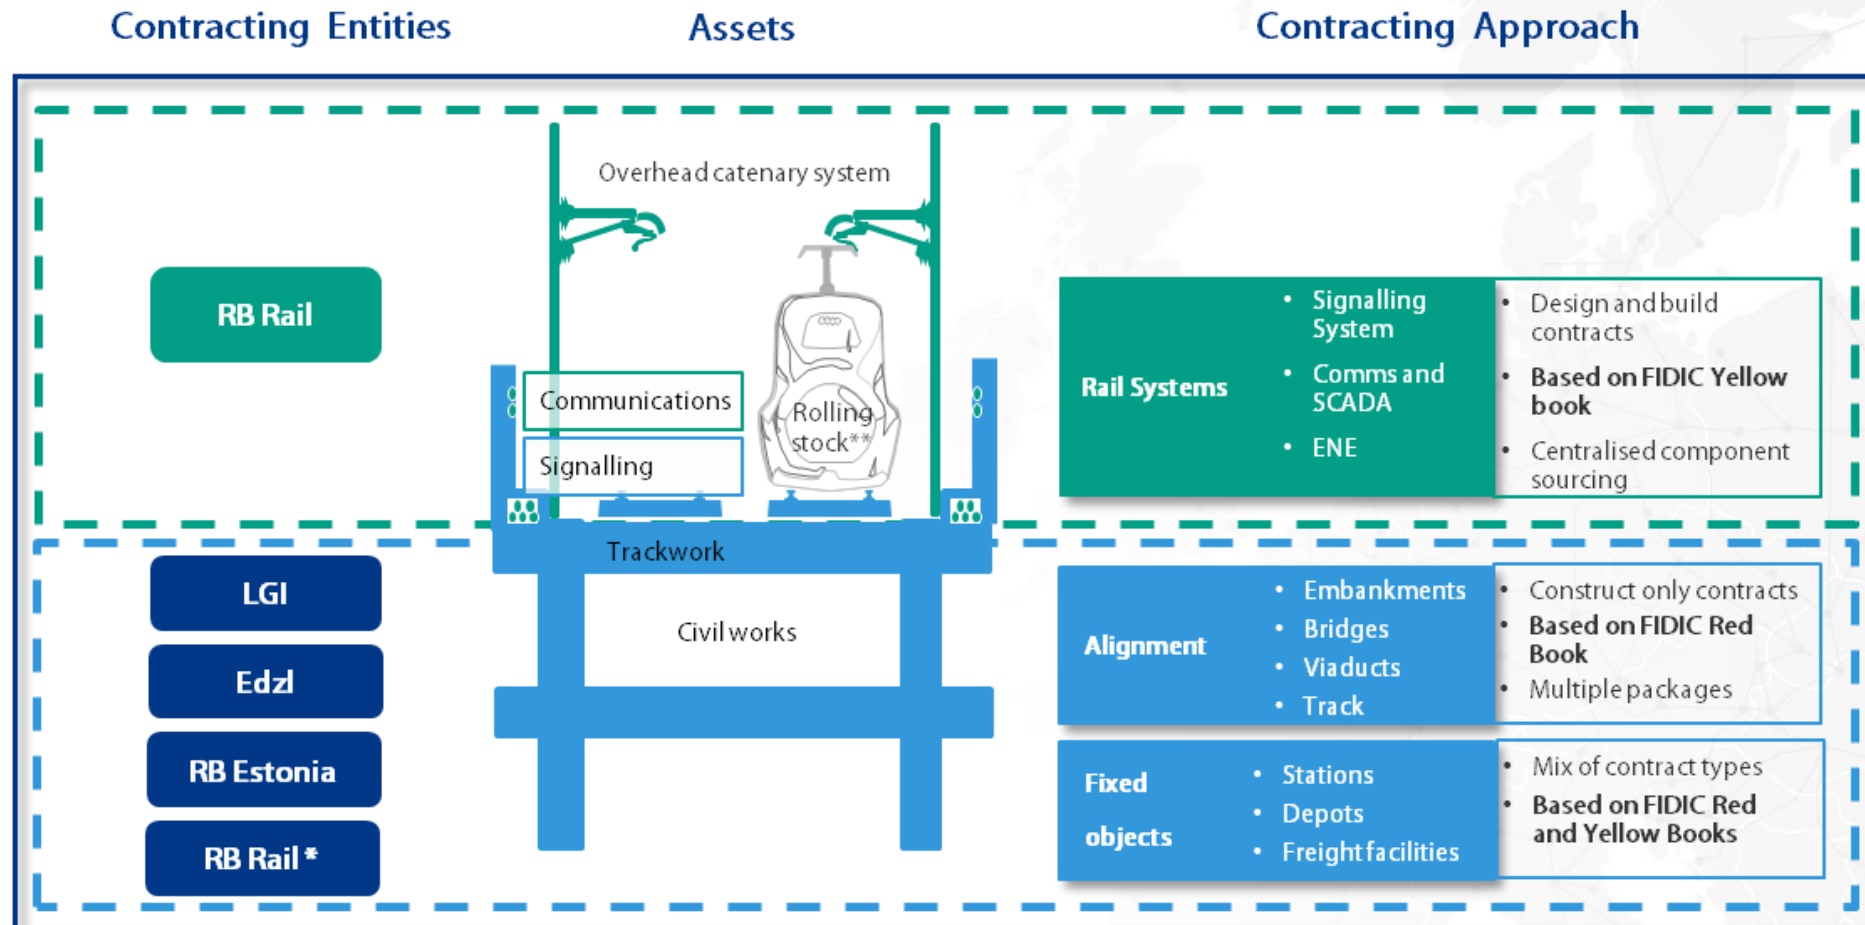 Contracting Entities
Assets
Contracting Approach
RB Rail
Overhead catenary system
Communications
Signalling
Rolling
stock**
Rail Systems
• Signalling
System
• Comms and
SCADA
• ENE
• Design and build
contracts
• Based on FIDIC Yellow
book
• Centralised component
sourcing
LGI
Edzl
RB Estonia
RB Rail*
Trackwork
Civil works
Alignment
• Embankments
• Bridges
• Viaducts
• Track
• Construct only contracts
• Based on FIDIC Red
Book
• Multiple packages
Fixed
objects
• Stations
• Depots
• Freight facilities
• Mix of contract types
• Based on FIDIC Red
and Yellow Books